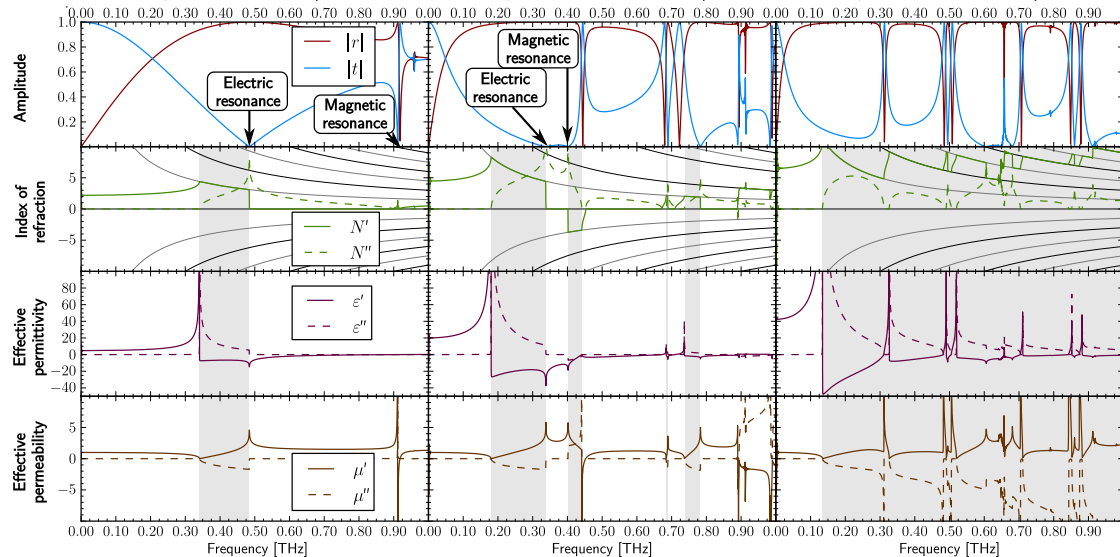 0.00 0.10 0.20 0.30 0.40 0.50 0.60 0.70 0.80 0.90 0.00 0.10 0.20 0.30 0.40 0.50 0.60 0.70 0.80 0.90 0.00 0.10 0.20 0.30 0.40 0.50 0.60 0.70 0.80 0.90
Amplitude
1.0
0.8
0.6
0.4
0.2
|r|
|t|
Electric
resonance
Magnetic
resonance
Magnetic
resonance
Electric
resonance
Index of
refraction
5
0
−5
N′
N″
Effective
permittivity
80
60
40
20
0
−20
−40
ε′
ε″
Effective
permeability
5
0
−5
μ′
μ″
0.00 0.10 0.20 0.30 0.40 0.50 0.60 0.70 0.80 0.90 0.00 0.10 0.20 0.30 0.40 0.50 0.60 0.70 0.80 0.90 0.00 0.10 0.20 0.30 0.40 0.50 0.60 0.70 0.80 0.90
Frequency [THz] Frequency [THz] Frequency [THz]